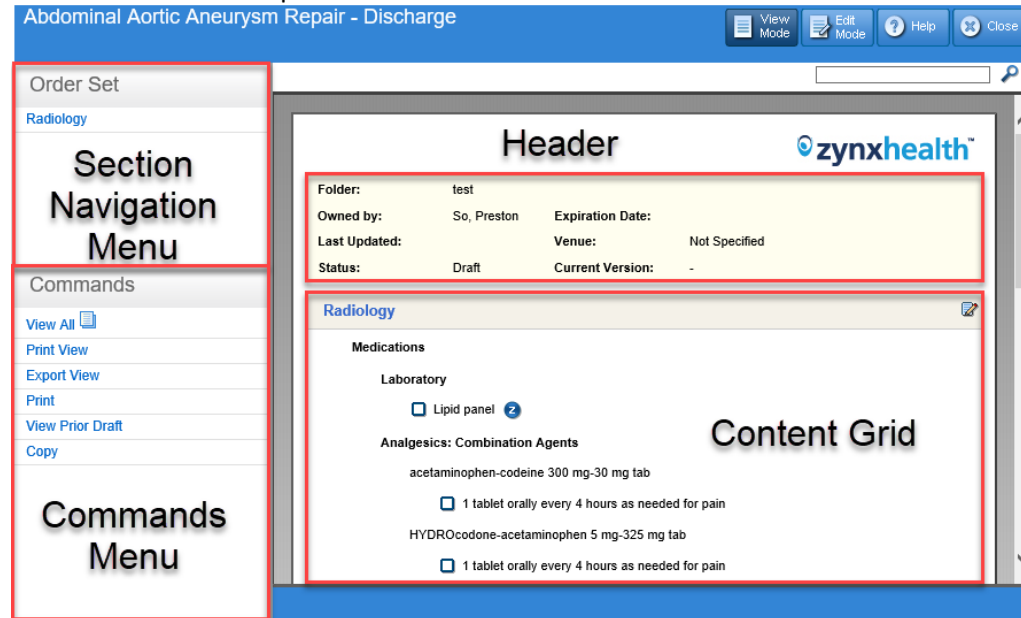 Abdominal Aortic Aneurysm Repair - Discharge
View Mode
Edit Mode
Help
Close
Order Set
Radiology
Section
Navigation
Menu
Commands
View All
Print View
Export View
Print
View Prior Draft
Copy
Commands
Menu
Header
zynxhealth™
Folder: test
Owned by: So, Preston Expiration Date:
Last Updated: Venue: Not Specified
Status: Draft Current Version: -
Radiology
Medications
Laboratory
Lipid panel Z
Analgesics: Combination Agents
Content Grid
acetaminophen-codeine 300 mg-30 mg tab
1 tablet orally every 4 hours as needed for pain
HYDROcodone-acetaminophen 5 mg-325 mg tab
1 tablet orally every 4 hours as needed for pain